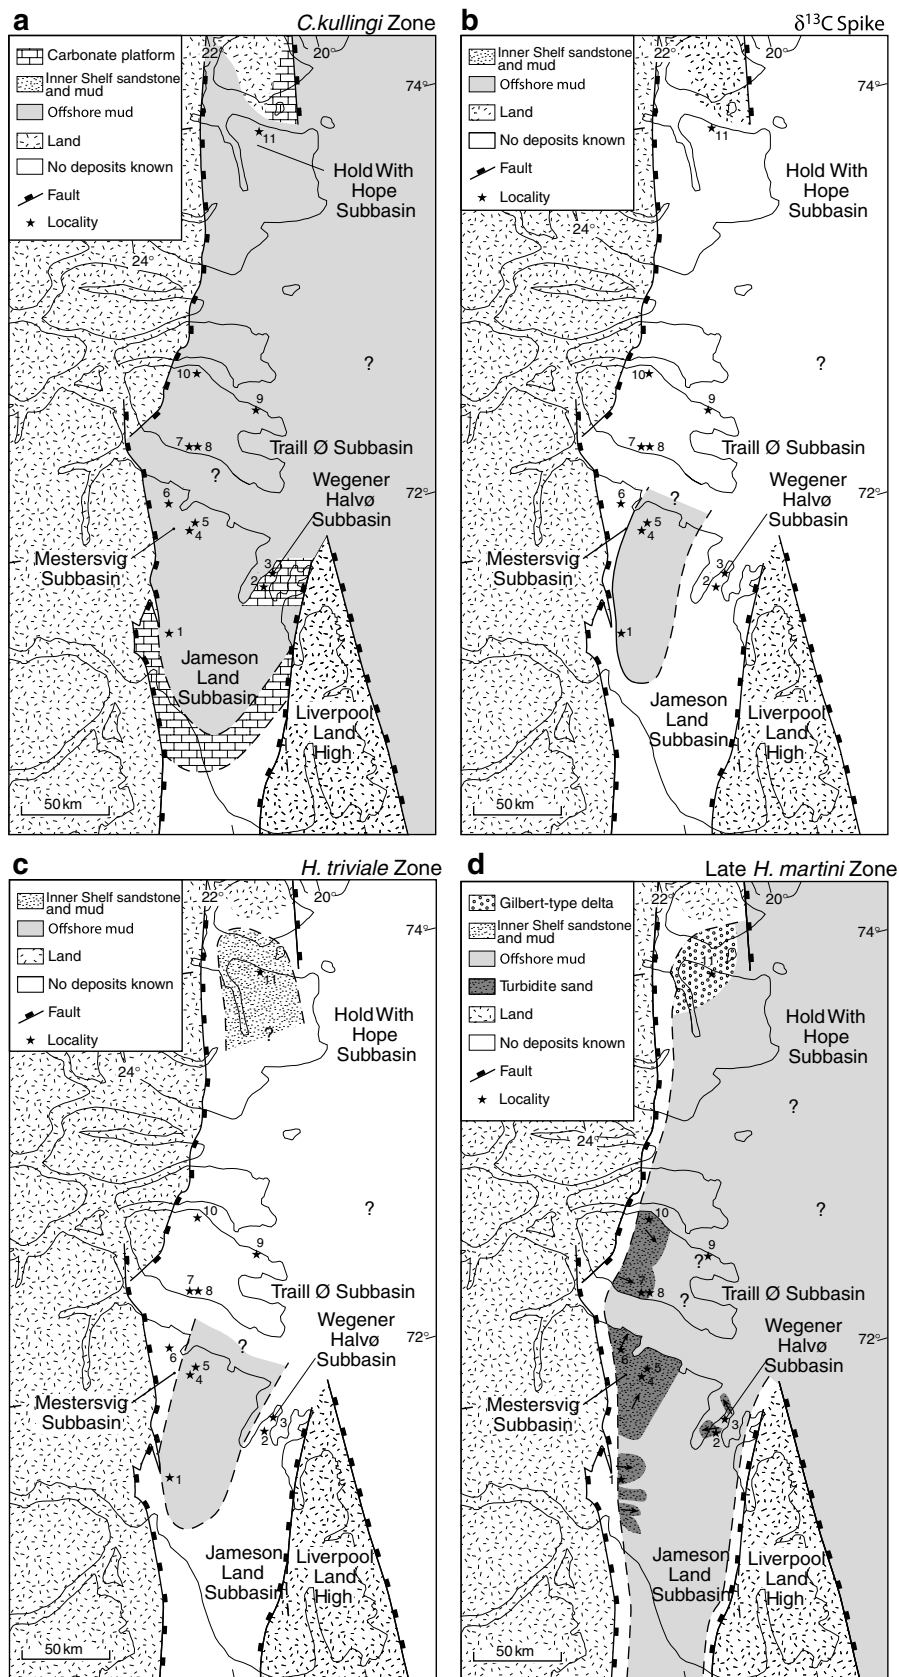 a
C.kullingi Zone
Carbonate platform
Inner Shelf sandstone
and mud
Offshore mud
Land
No deposits known
Fault
Locality
22°
20°
74°
11
Hold With
Hope
Subbasin
24°
?
10
9
7
8
Traill Ø Subbasin
?
Wegener
Halvø
Subbasin
72°
6
5
4
Mestersvig
Subbasin
3
2
1
Jameson
Land
Subbasin
Liverpool
Land
High
50 km
b
δ13C Spike
Inner Shelf sandstone
and mud
Offshore mud
Land
No deposits known
Fault
Locality
22°
20°
74°
11
Hold With
Hope
Subbasin
24°
?
10
9
7
8
Traill Ø Subbasin
Wegener
Halvø
Subbasin
72°
6
?
5
4
Mestersvig
Subbasin
3
2
1
Jameson
Land
Subbasin
Liverpool
Land
High
50 km
c
H. triviale Zone
Inner Shelf sandstone
and mud
Offshore mud
Land
No deposits known
Fault
Locality
22°
20°
74°
11
?
Hold With
Hope
Subbasin
24°
?
10
9
7
8
Traill Ø Subbasin
Wegener
Halvø
Subbasin
72°
6
?
5
4
Mestersvig
Subbasin
3
2
1
Jameson
Land
Subbasin
Liverpool
Land
High
50 km
d
Late H. martini Zone
Gilbert-type delta
Inner Shelf sandstone
and mud
Offshore mud
Turbidite sand
Land
No deposits known
Fault
Locality
22°
20°
74°
11
Hold With
Hope
Subbasin
?
24°
?
10
9
?
7
8
?
Traill Ø Subbasin
Wegener
Halvø
Subbasin
72°
6
5
4
Mestersvig
Subbasin
3
2
1
Jameson
Land
Subbasin
Liverpool
Land
High
50 km